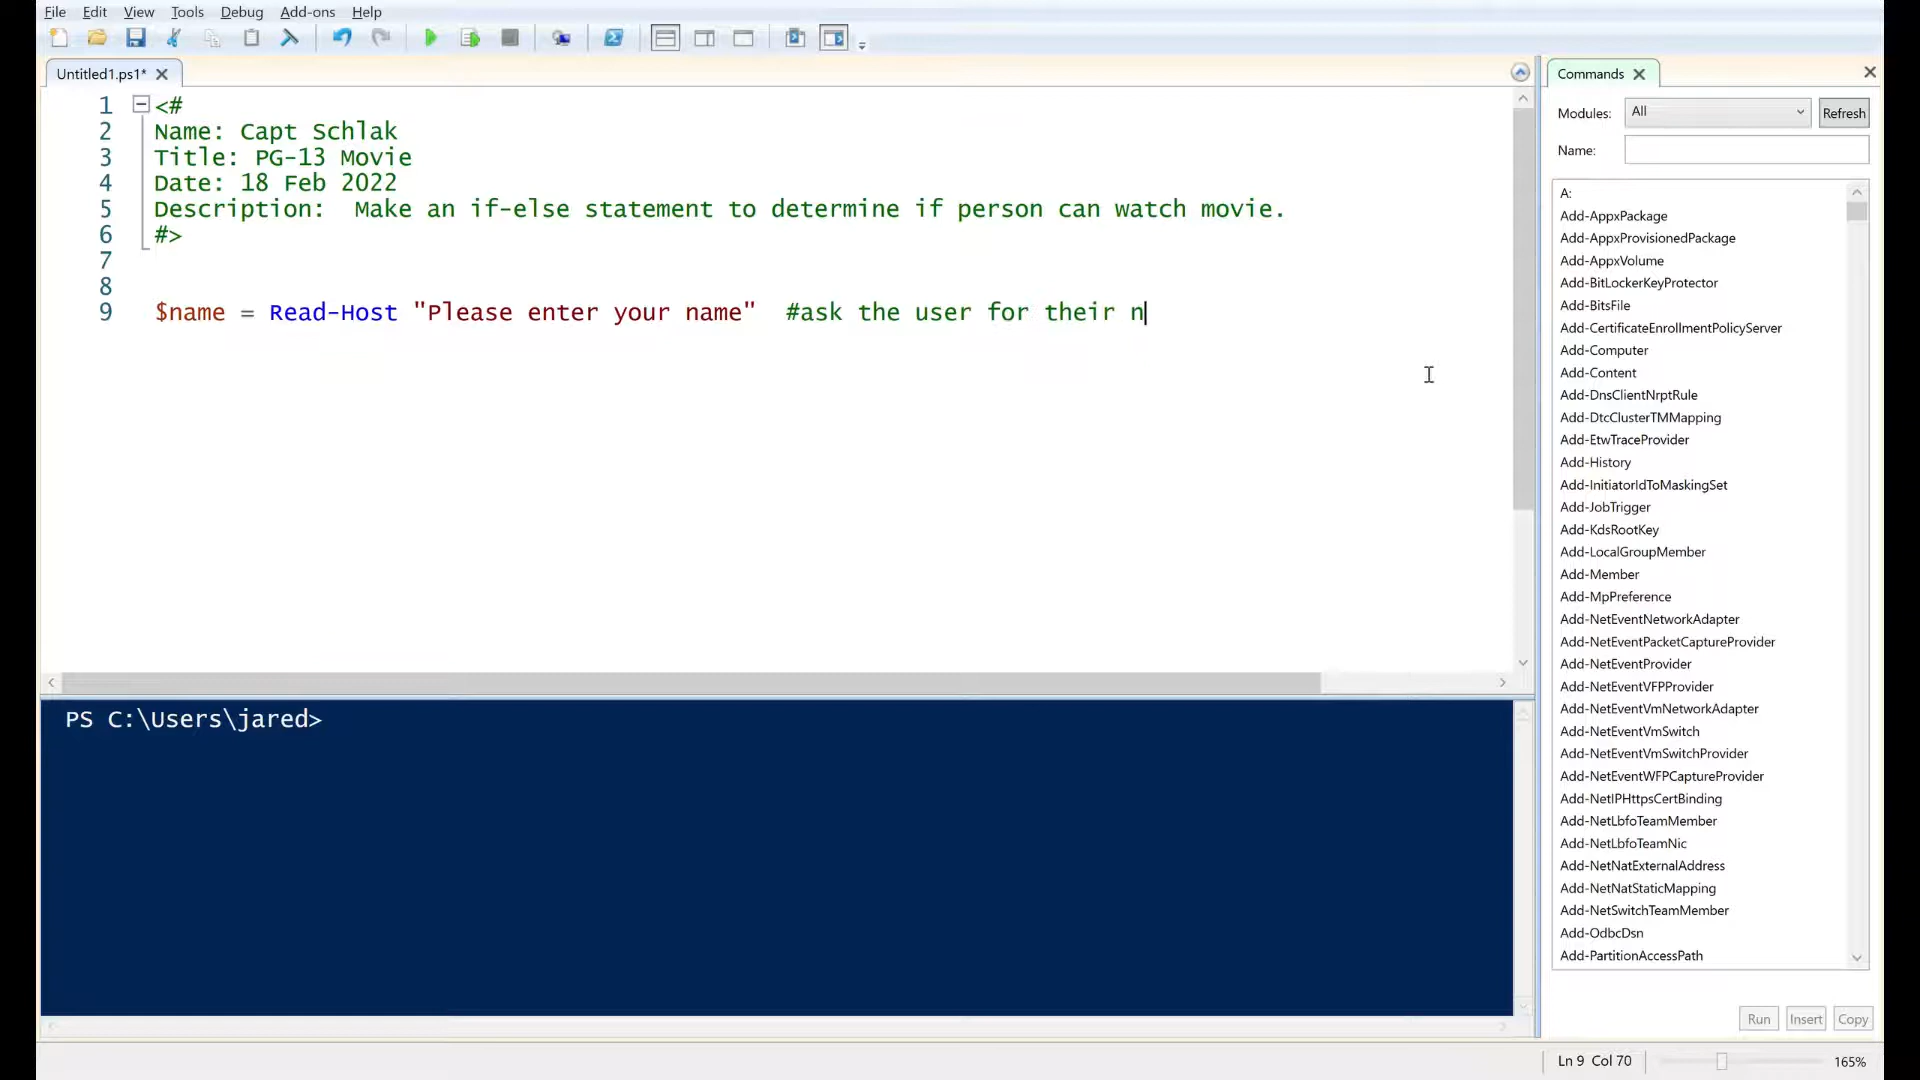 File Edit View Tools Debug Add-ons Help
Untitled1.ps1*
1 <#
2 Name: Capt Schlak
3 Title: PG-13 Movie
4 Date: 18 Feb 2022
5 Description:  Make an if-else statement to determine if person can watch movie.
6 #>
7
8
9 $name = Read-Host "Please enter your name"  #ask the user for their n
PS C:\Users\jared>
Commands
Modules: All Refresh
Name:
A:
Add-AppxPackage
Add-AppxProvisionedPackage
Add-AppxVolume
Add-BitLockerKeyProtector
Add-BitsFile
Add-CertificateEnrollmentPolicyServer
Add-Computer
Add-Content
Add-DnsClientNrptRule
Add-DtcClusterTMMapping
Add-EtwTraceProvider
Add-History
Add-InitiatorIdToMaskingSet
Add-JobTrigger
Add-KdsRootKey
Add-LocalGroupMember
Add-Member
Add-MpPreference
Add-NetEventNetworkAdapter
Add-NetEventPacketCaptureProvider
Add-NetEventProvider
Add-NetEventVFPProvider
Add-NetEventVmNetworkAdapter
Add-NetEventVmSwitch
Add-NetEventVmSwitchProvider
Add-NetEventWFPCaptureProvider
Add-NetIPHttpsCertBinding
Add-NetLbfoTeamMember
Add-NetLbfoTeamNic
Add-NetNatExternalAddress
Add-NetNatStaticMapping
Add-NetSwitchTeamMember
Add-OdbcDsn
Add-PartitionAccessPath
Run Insert Copy
Ln 9 Col 70 165%